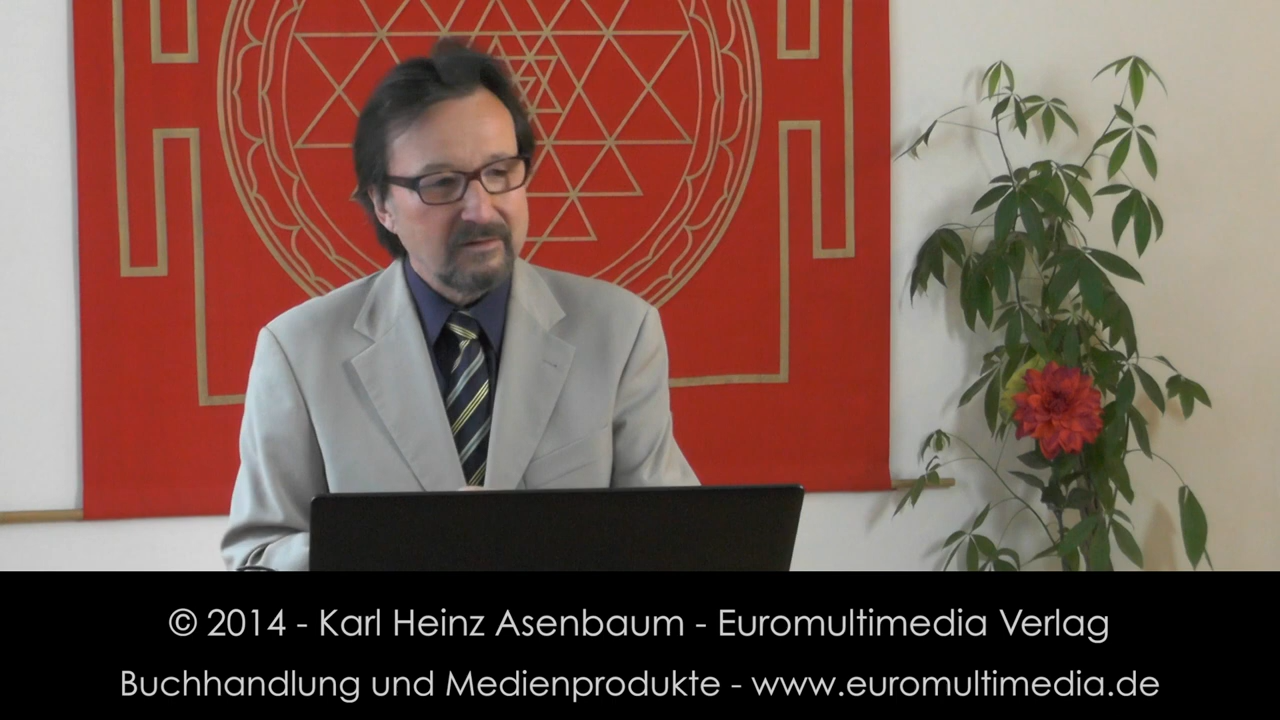 © 2014 - Karl Heinz Asenbaum - Euromultimedia Verlag
Buchhandlung und Medienprodukte - www.euromultimedia.de